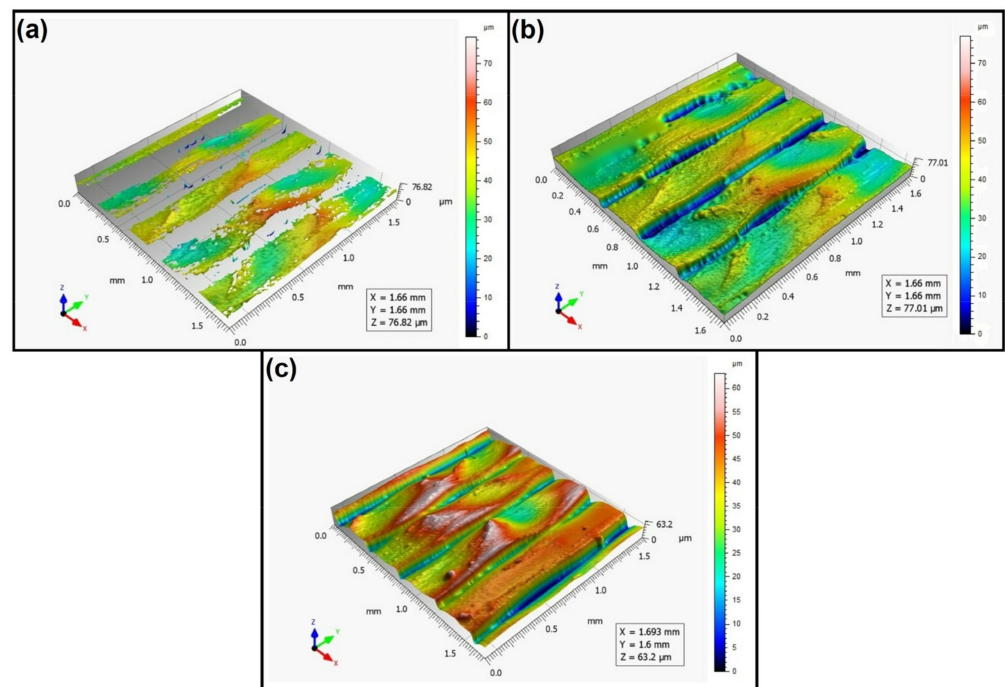 (a)
µm
70
60
50
40
30
20
10
0
76.82
0
µm
0.0
0.5
1.0
1.5
mm
0.0
0.5
1.0
1.5
mm
Z
Y
X
X = 1.66 mm
Y = 1.66 mm
Z = 76.82 µm
(b)
µm
70
60
50
40
30
20
10
0
77.01
0
µm
0.0
0.2
0.4
0.6
0.8
1.0
1.2
1.4
1.6
mm
0.0
0.2
0.4
0.6
0.8
1.0
1.2
1.4
1.6
mm
Z
Y
X
X = 1.66 mm
Y = 1.66 mm
Z = 77.01 µm
(c)
µm
60
55
50
45
40
35
30
25
20
15
10
5
0
63.2
0
µm
0.0
0.5
1.0
1.5
mm
0.0
0.5
1.0
1.5
mm
Z
Y
X
X = 1.693 mm
Y = 1.6 mm
Z = 63.2 µm